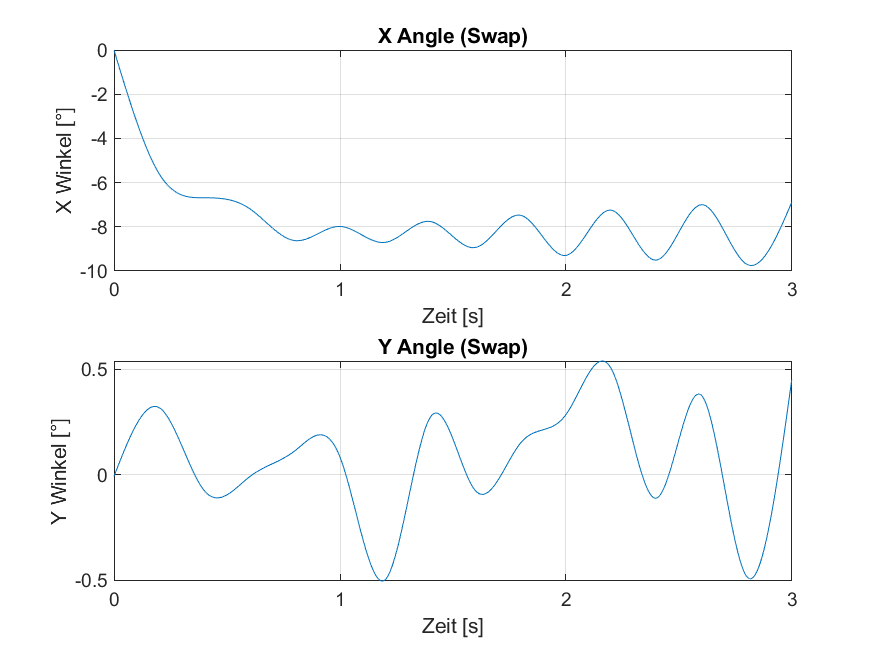 X Angle (Swap)
0
-2
-4
-6
-8
-10
X Winkel [°]
0 1 2 3
Zeit [s]
Y Angle (Swap)
0.5
0
-0.5
Y Winkel [°]
0 1 2 3
Zeit [s]